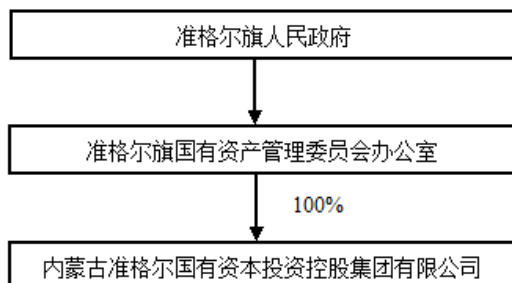 准格尔旗人民政府
准格尔旗国有资产管理委员会办公室
100%
内蒙古准格尔国有资本投资控股集团有限公司